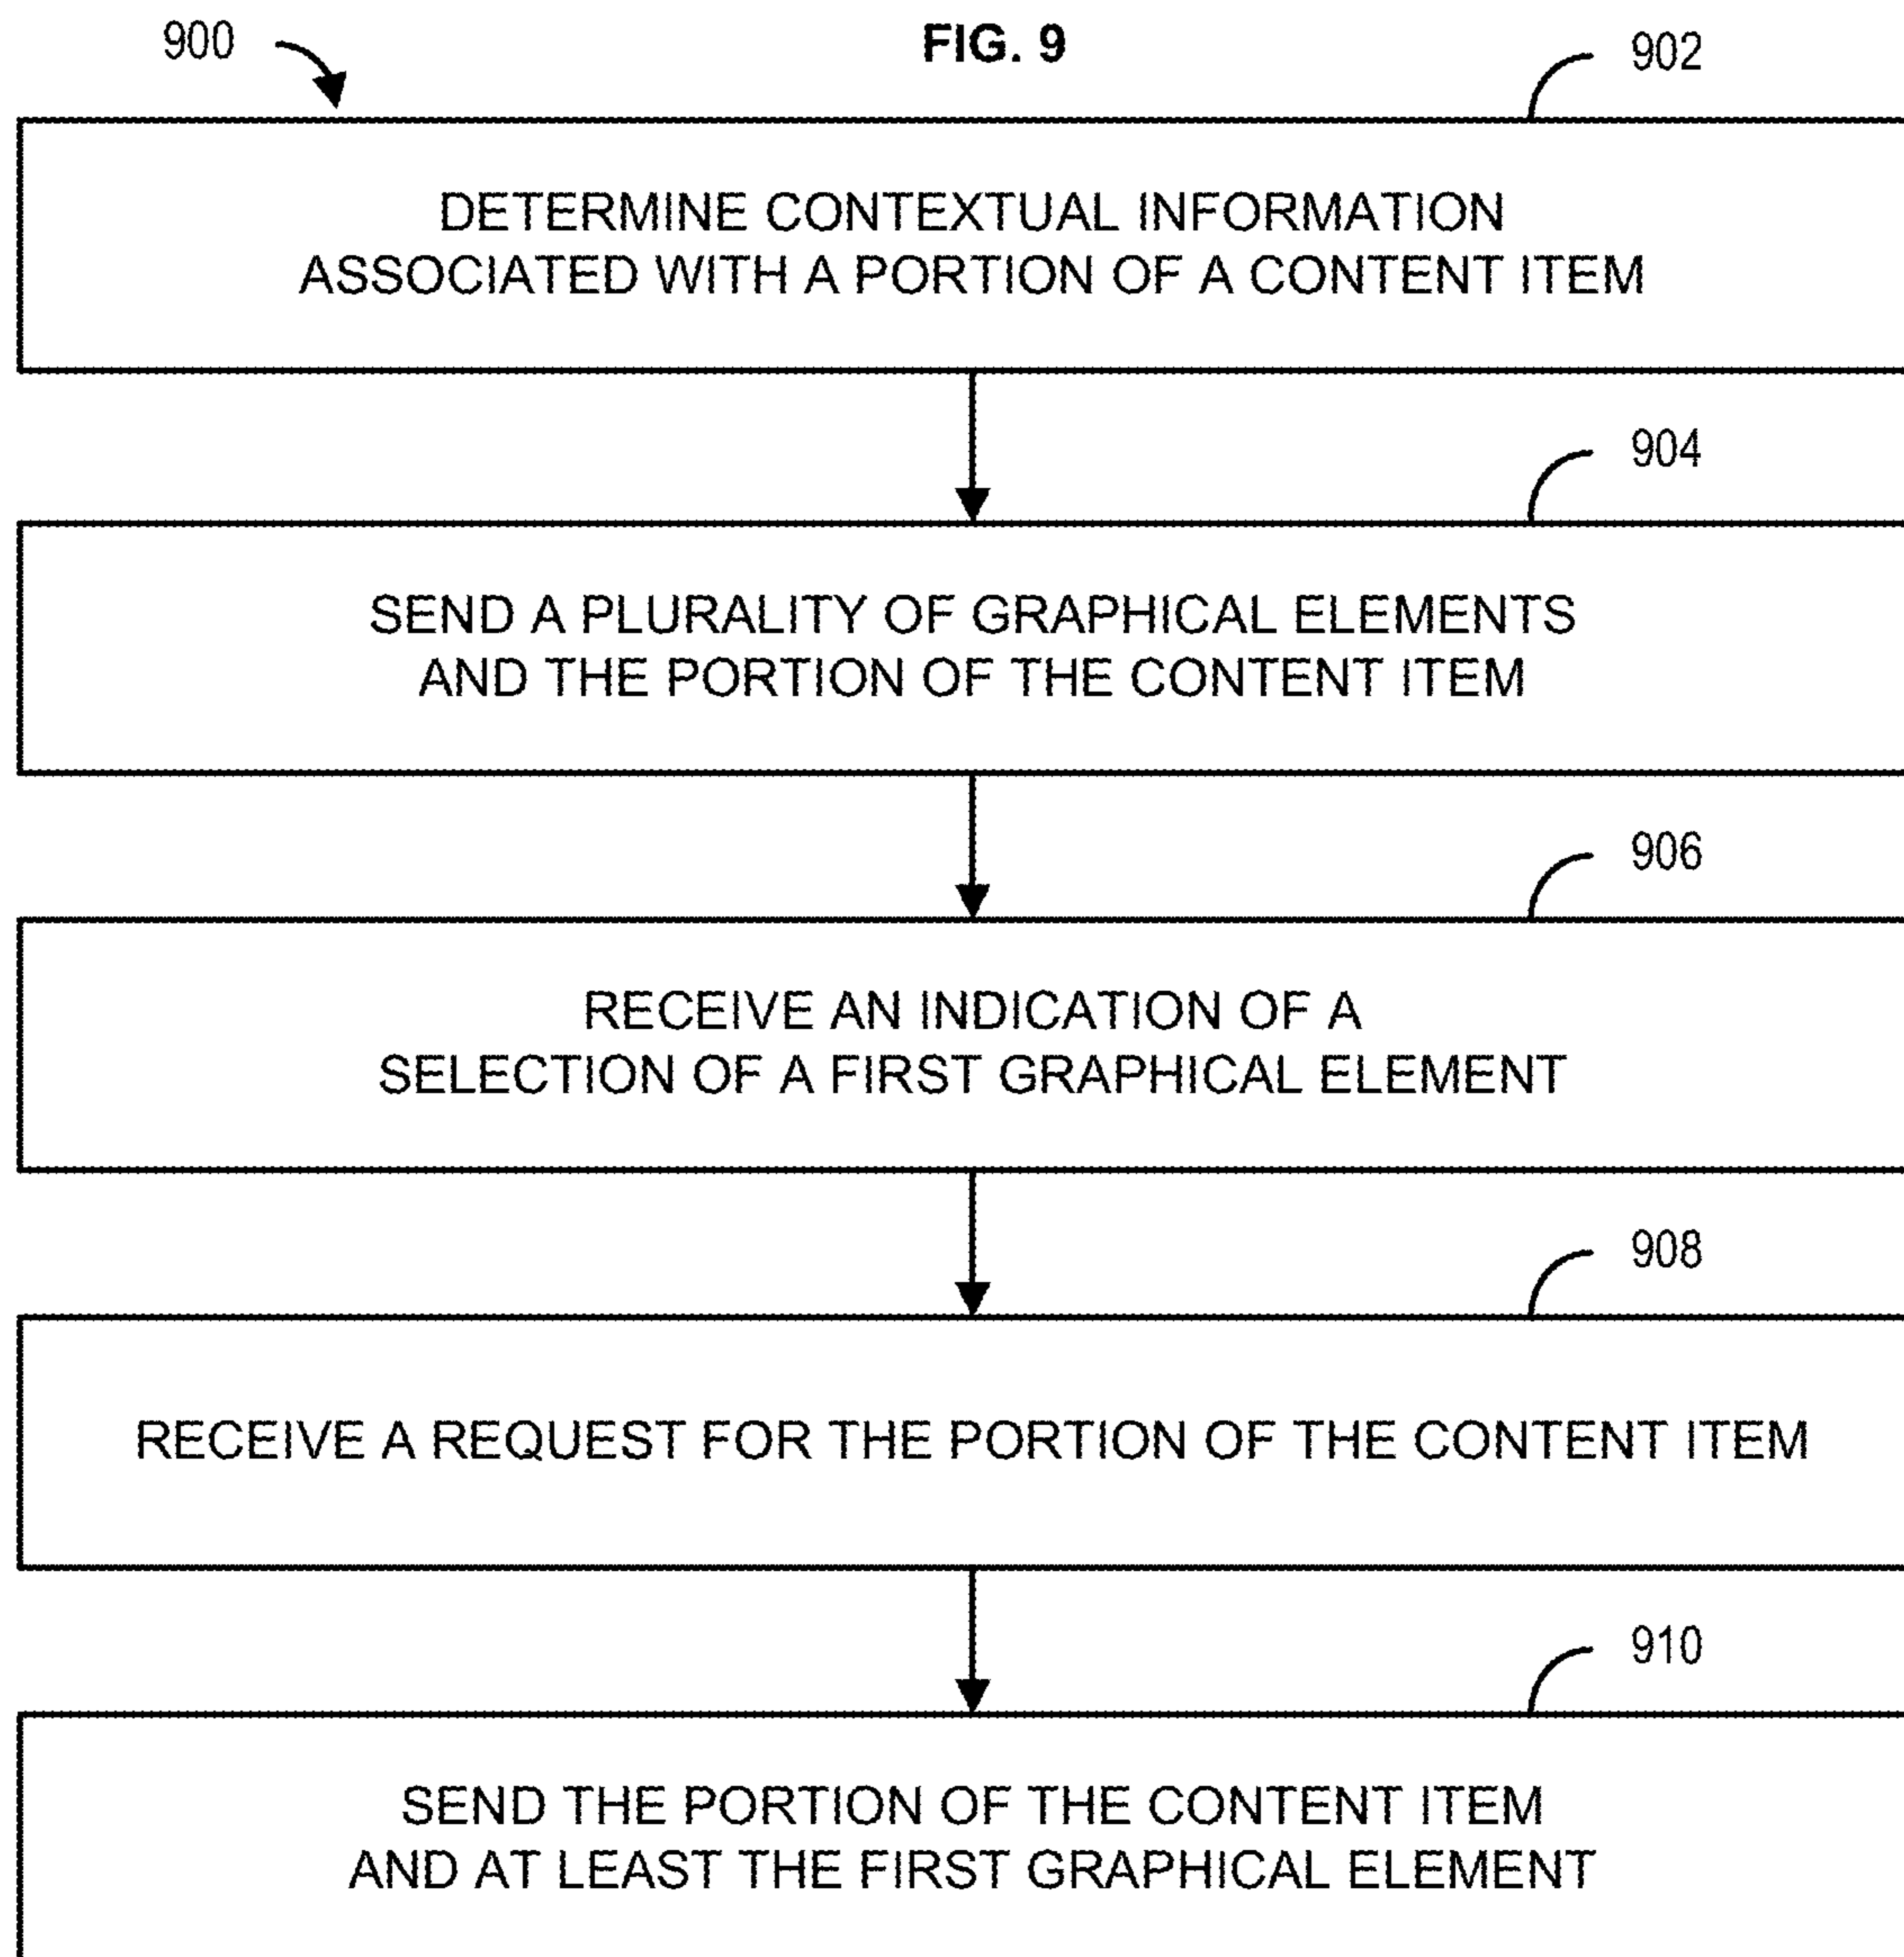 900
FIG. 9
902
DETERMINE CONTEXTUAL INFORMATION
ASSOCIATED WITH A PORTION OF A CONTENT ITEM
904
SEND A PLURALITY OF GRAPHICAL ELEMENTS
AND THE PORTION OF THE CONTENT ITEM
906
RECEIVE AN INDICATION OF A
SELECTION OF A FIRST GRAPHICAL ELEMENT
908
RECEIVE A REQUEST FOR THE PORTION OF THE CONTENT ITEM
910
SEND THE PORTION OF THE CONTENT ITEM
AND AT LEAST THE FIRST GRAPHICAL ELEMENT